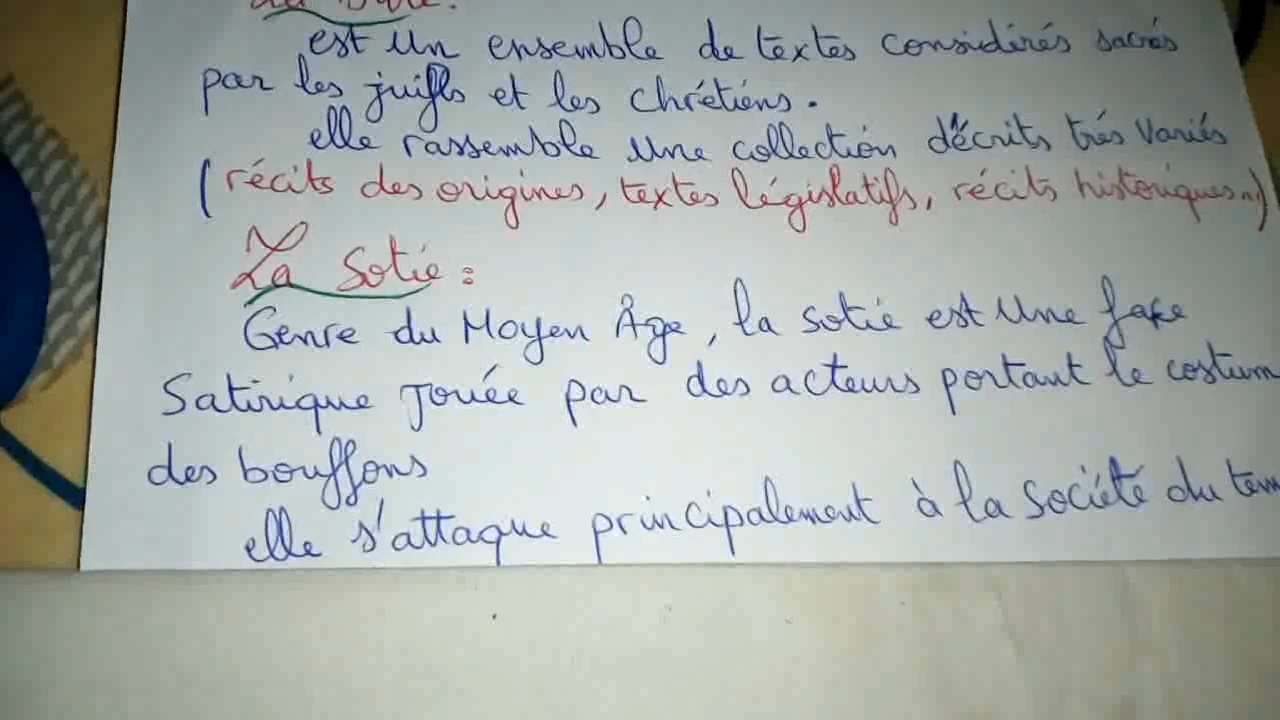 est un ensemble de textes considérés sacrés
par les juifs et les chrétiens.
elle rassemble une collection d'écrits très variés
(récits des origines, textes législatifs, récits historiques...)
La Sotie :
Genre du Moyen Âge, la sotie est une
Satirique jouée par des acteurs portant le costum
des bouffons
elle s'attaque principalement à la société du tem